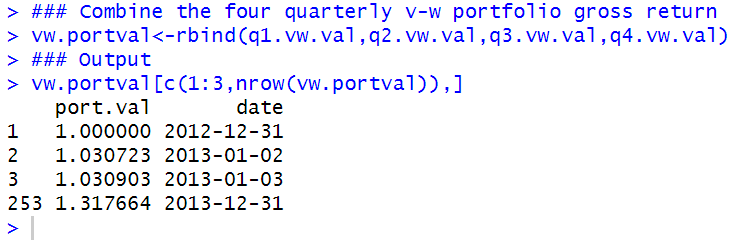 > ### Combine the four quarterly v-w portfolio gross return
> vw.portval<-rbind(q1.vw.val,q2.vw.val,q3.vw.val,q4.vw.val)
> ### Output
> vw.portval[c(1:3,nrow(vw.portval)),]
    port.val       date
1   1.000000 2012-12-31
2   1.030723 2013-01-02
3   1.030903 2013-01-03
253 1.317664 2013-12-31
>